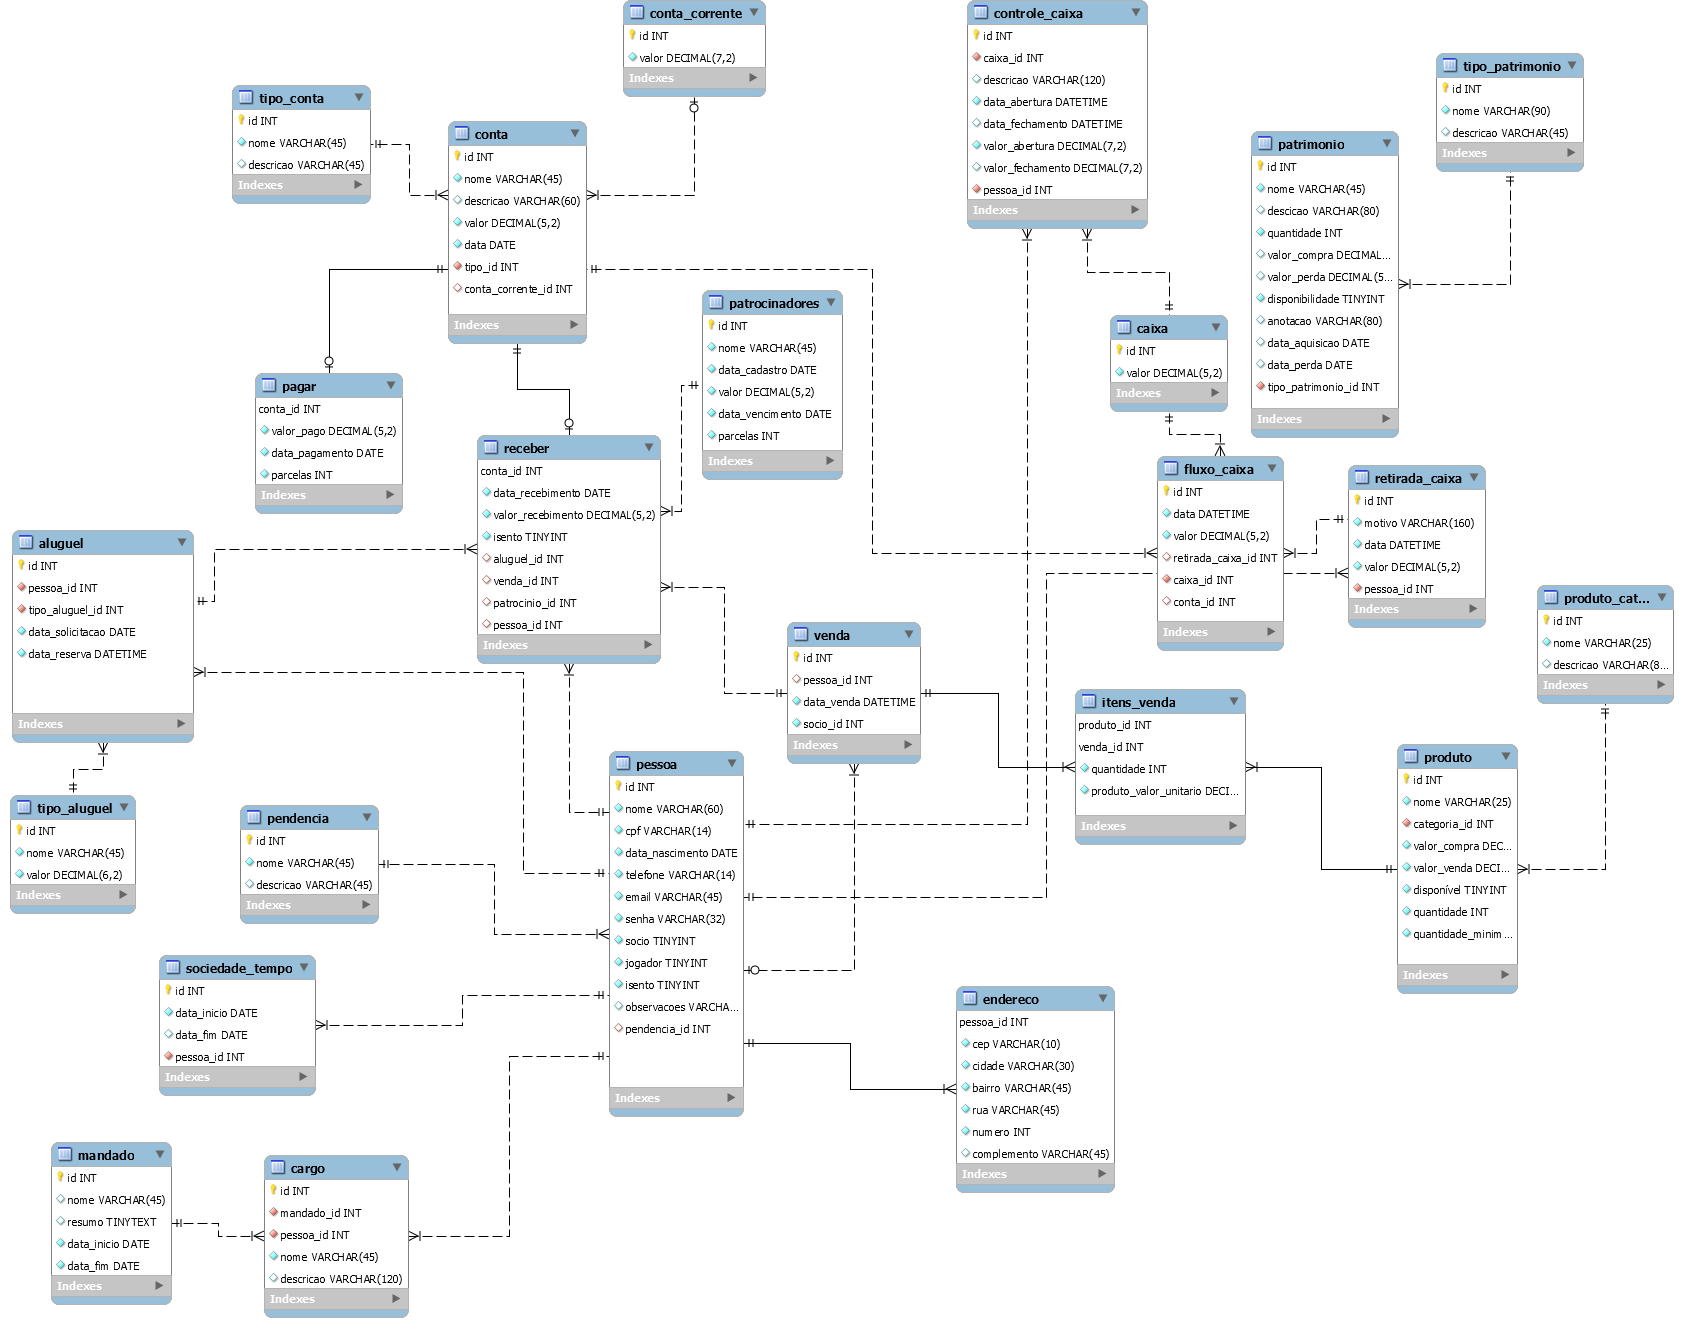 conta_corrente
id INT
valor DECIMAL(7,2)
Indexes
controle_caixa
id INT
caixa_id INT
descricao VARCHAR(120)
data_abertura DATETIME
data_fechamento DATETIME
valor_abertura DECIMAL(7,2)
valor_fechamento DECIMAL(7,2)
pessoa_id INT
Indexes
tipo_patrimonio
id INT
nome VARCHAR(90)
descricao VARCHAR(45)
Indexes
tipo_conta
id INT
nome VARCHAR(45)
descricao VARCHAR(45)
Indexes
conta
id INT
nome VARCHAR(45)
descricao VARCHAR(60)
valor DECIMAL(5,2)
data DATE
tipo_id INT
conta_corrente_id INT
Indexes
patrimonio
id INT
nome VARCHAR(45)
descicao VARCHAR(80)
quantidade INT
valor_compra DECIMAL...
valor_perda DECIMAL(5...
disponibilidade TINYINT
anotacao VARCHAR(80)
data_aquisicao DATE
data_perda DATE
tipo_patrimonio_id INT
Indexes
patrocinadores
id INT
nome VARCHAR(45)
data_cadastro DATE
valor DECIMAL(5,2)
data_vencimento DATE
parcelas INT
Indexes
caixa
id INT
valor DECIMAL(5,2)
Indexes
pagar
conta_id INT
valor_pago DECIMAL(5,2)
data_pagamento DATE
parcelas INT
Indexes
receber
conta_id INT
data_recebimento DATE
valor_recebimento DECIMAL(5,2)
isento TINYINT
aluguel_id INT
venda_id INT
patrocinio_id INT
pessoa_id INT
Indexes
fluxo_caixa
id INT
data DATETIME
valor DECIMAL(5,2)
retirada_caixa_id INT
caixa_id INT
conta_id INT
Indexes
retirada_caixa
id INT
motivo VARCHAR(160)
data DATETIME
valor DECIMAL(5,2)
pessoa_id INT
Indexes
aluguel
id INT
pessoa_id INT
tipo_aluguel_id INT
data_solicitacao DATE
data_reserva DATETIME
Indexes
produto_cat...
id INT
nome VARCHAR(25)
descricao VARCHAR(8...
Indexes
venda
id INT
pessoa_id INT
data_venda DATETIME
socio_id INT
Indexes
itens_venda
produto_id INT
venda_id INT
quantidade INT
produto_valor_unitario DECI...
Indexes
produto
id INT
nome VARCHAR(25)
categoria_id INT
valor_compra DEC...
valor_venda DECI...
disponível TINYINT
quantidade INT
quantidade_minim...
Indexes
pessoa
id INT
nome VARCHAR(60)
cpf VARCHAR(14)
data_nascimento DATE
telefone VARCHAR(14)
email VARCHAR(45)
senha VARCHAR(32)
socio TINYINT
jogador TINYINT
isento TINYINT
observacoes VARCHA...
pendencia_id INT
Indexes
tipo_aluguel
id INT
nome VARCHAR(45)
valor DECIMAL(6,2)
Indexes
pendencia
id INT
nome VARCHAR(45)
descricao VARCHAR(45)
Indexes
sociedade_tempo
id INT
data_inicio DATE
data_fim DATE
pessoa_id INT
Indexes
endereco
pessoa_id INT
cep VARCHAR(10)
cidade VARCHAR(30)
bairro VARCHAR(45)
rua VARCHAR(45)
numero INT
complemento VARCHAR(45)
Indexes
mandado
id INT
nome VARCHAR(45)
resumo TINYTEXT
data_inicio DATE
data_fim DATE
Indexes
cargo
id INT
mandado_id INT
pessoa_id INT
nome VARCHAR(45)
descricao VARCHAR(120)
Indexes